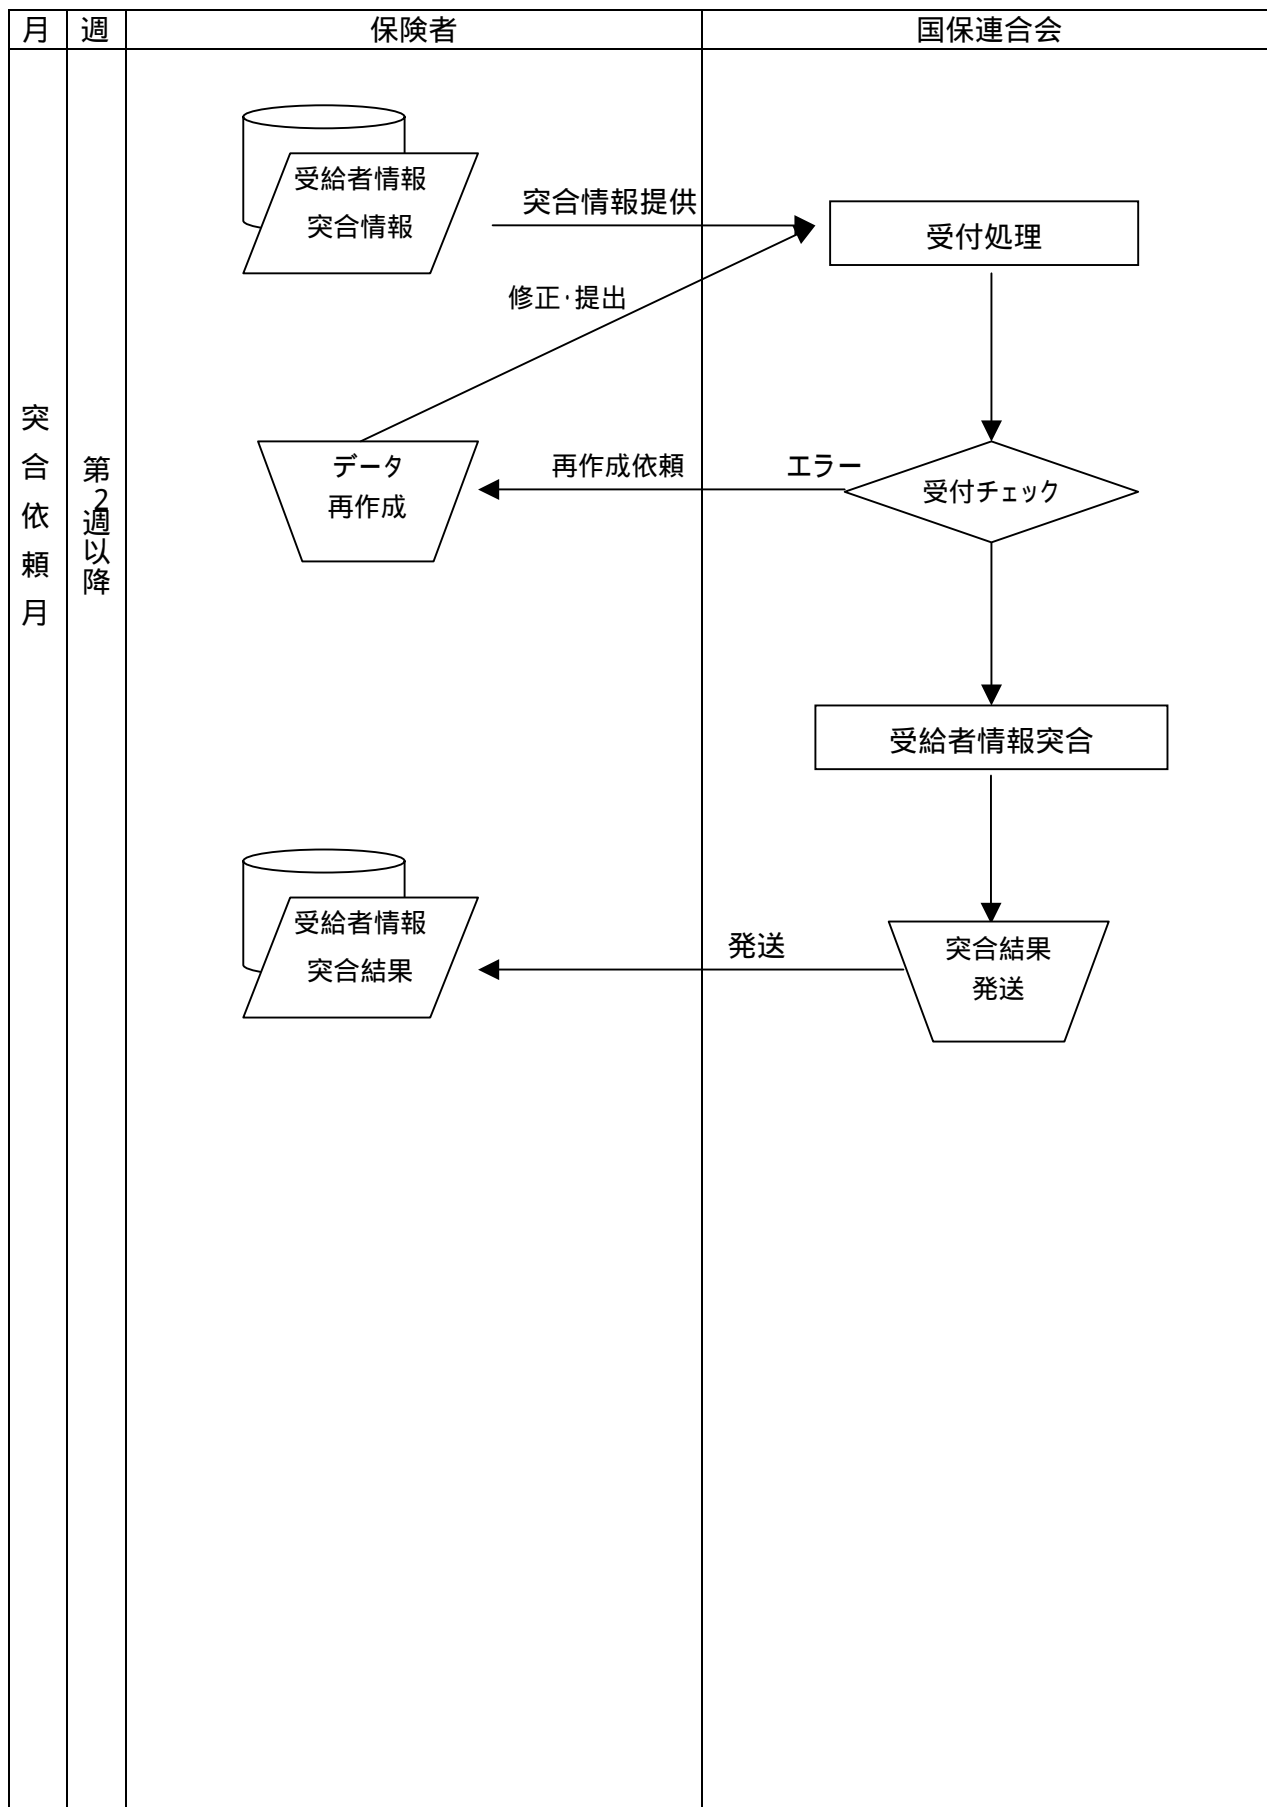 月 週 保険者 国保連合会
受給者情報
突合情報
突合情報提供
受付処理
修正・提出
突合依頼月
第2週以降
データ
再作成
再作成依頼
エラー
受付チェック
受給者情報突合
受給者情報
突合結果
発送
突合結果
発送